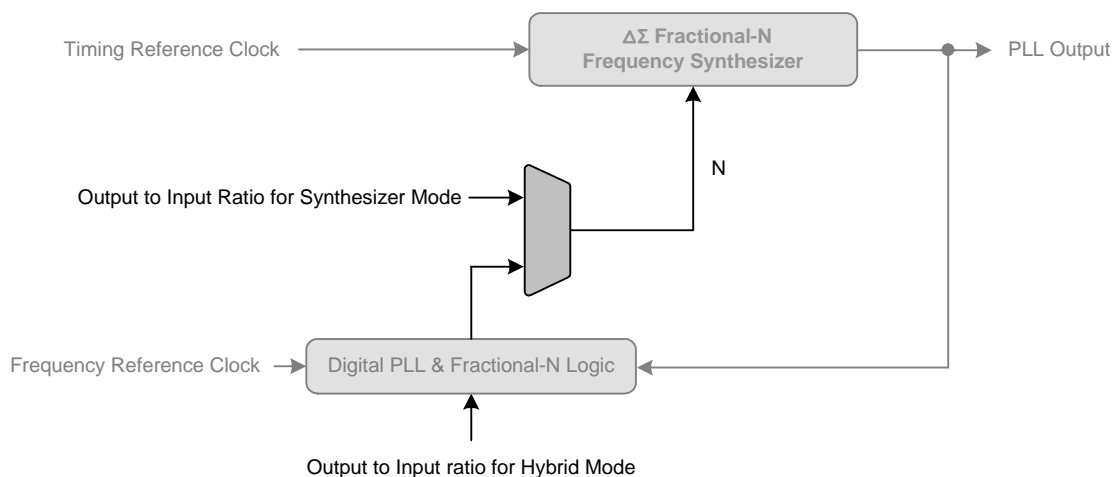 Timing Reference Clock
ΔΣ Fractional-N
Frequency Synthesizer
PLL Output
N
Output to Input Ratio for Synthesizer Mode
Frequency Reference Clock
Digital PLL & Fractional-N Logic
Output to Input ratio for Hybrid Mode